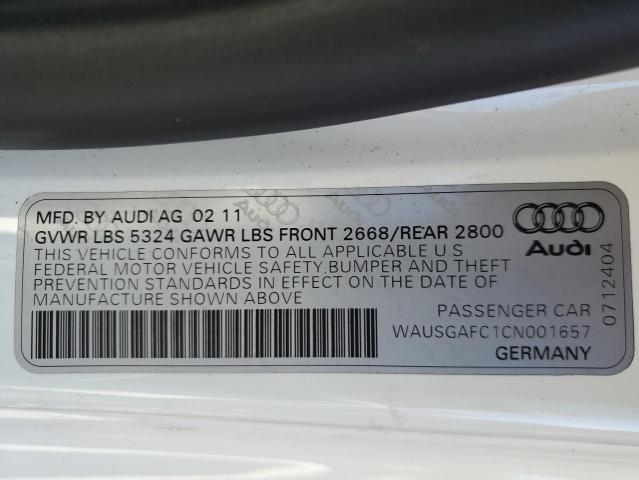 MFD. BY AUDI AG 02 11
GVWR LBS 5324 GAWR LBS FRONT 2668/REAR 2800
THIS VEHICLE CONFORMS TO ALL APPLICABLE U.S
FEDERAL MOTOR VEHICLE SAFETY,BUMPER AND THEFT
PREVENTION STANDARDS IN EFFECT ON THE DATE OF
MANUFACTURE SHOWN ABOVE
Audi
0712404
PASSENGER CAR
WAUSGAFC1CN001657
GERMANY